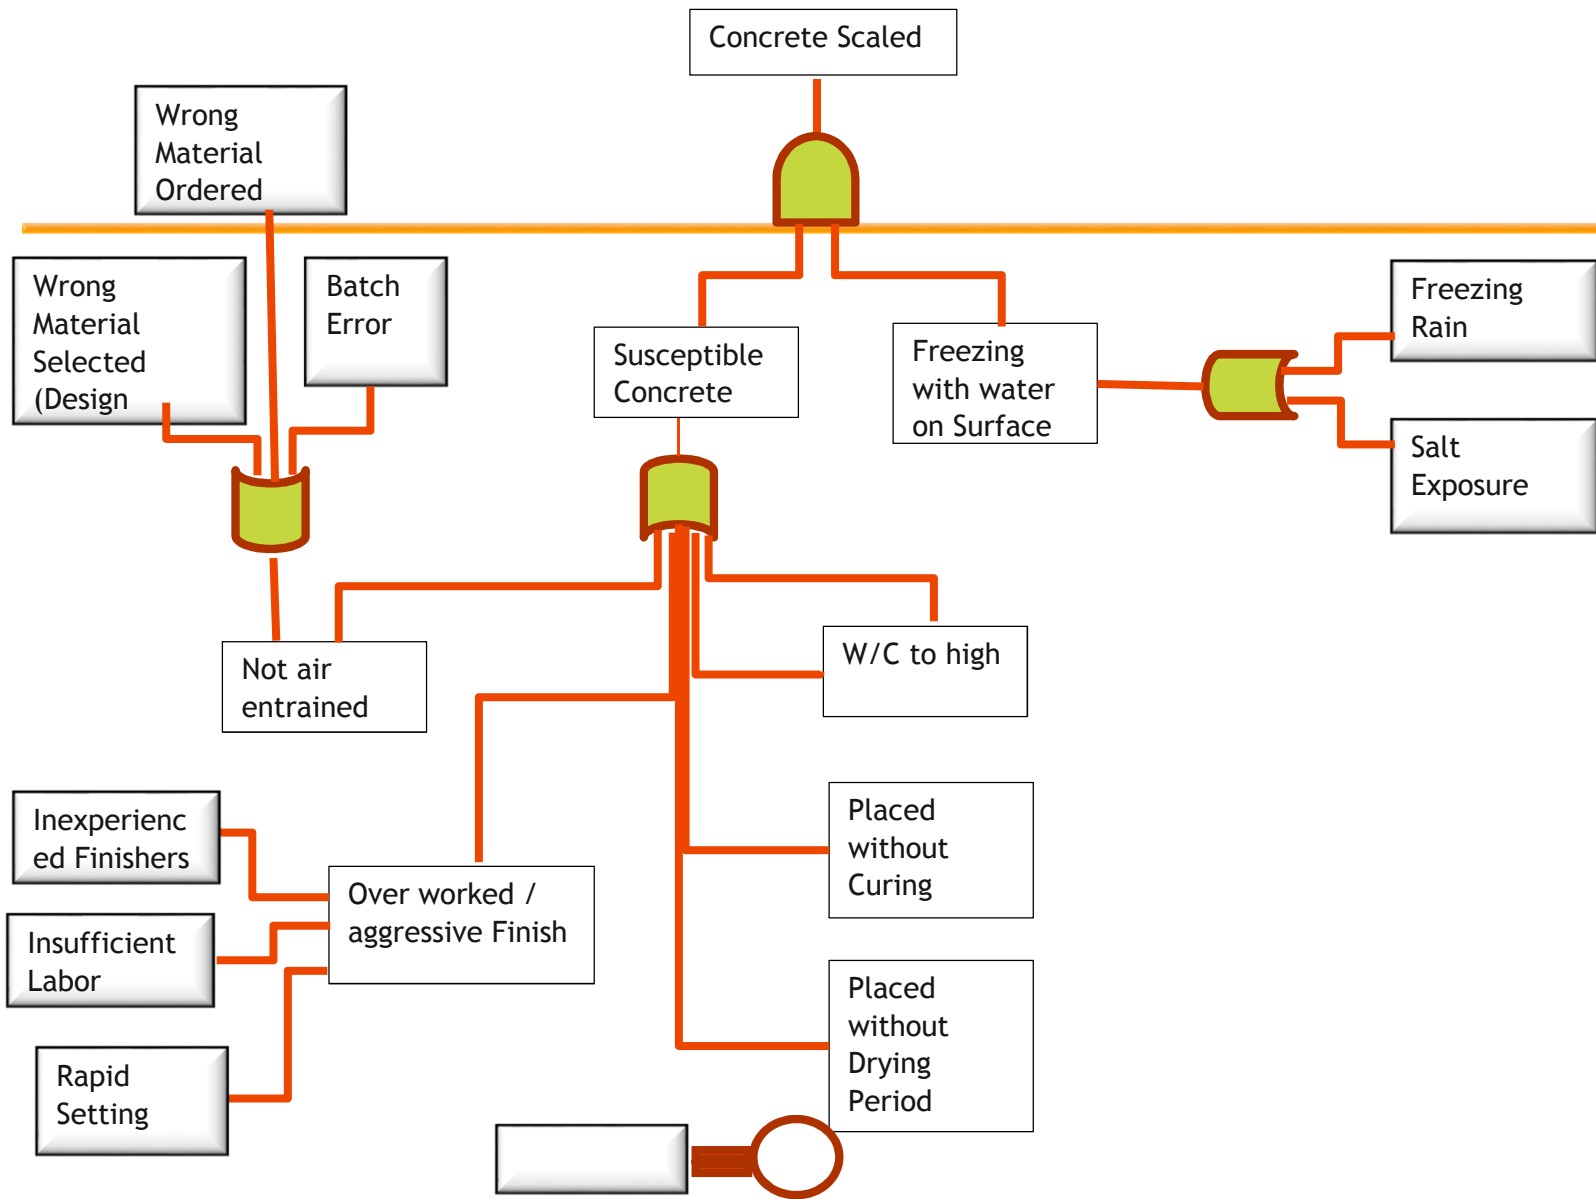 Concrete Scaled
Wrong
Material
Ordered
Wrong
Material
Selected
(Design
Batch
Error
Susceptible
Concrete
Freezing
with water
on Surface
Freezing
Rain
Salt
Exposure
Not air
entrained
W/C to high
Inexperienc
ed Finishers
Insufficient
Labor
Rapid
Setting
Over worked /
aggressive Finish
Placed
without
Curing
Placed
without
Drying
Period